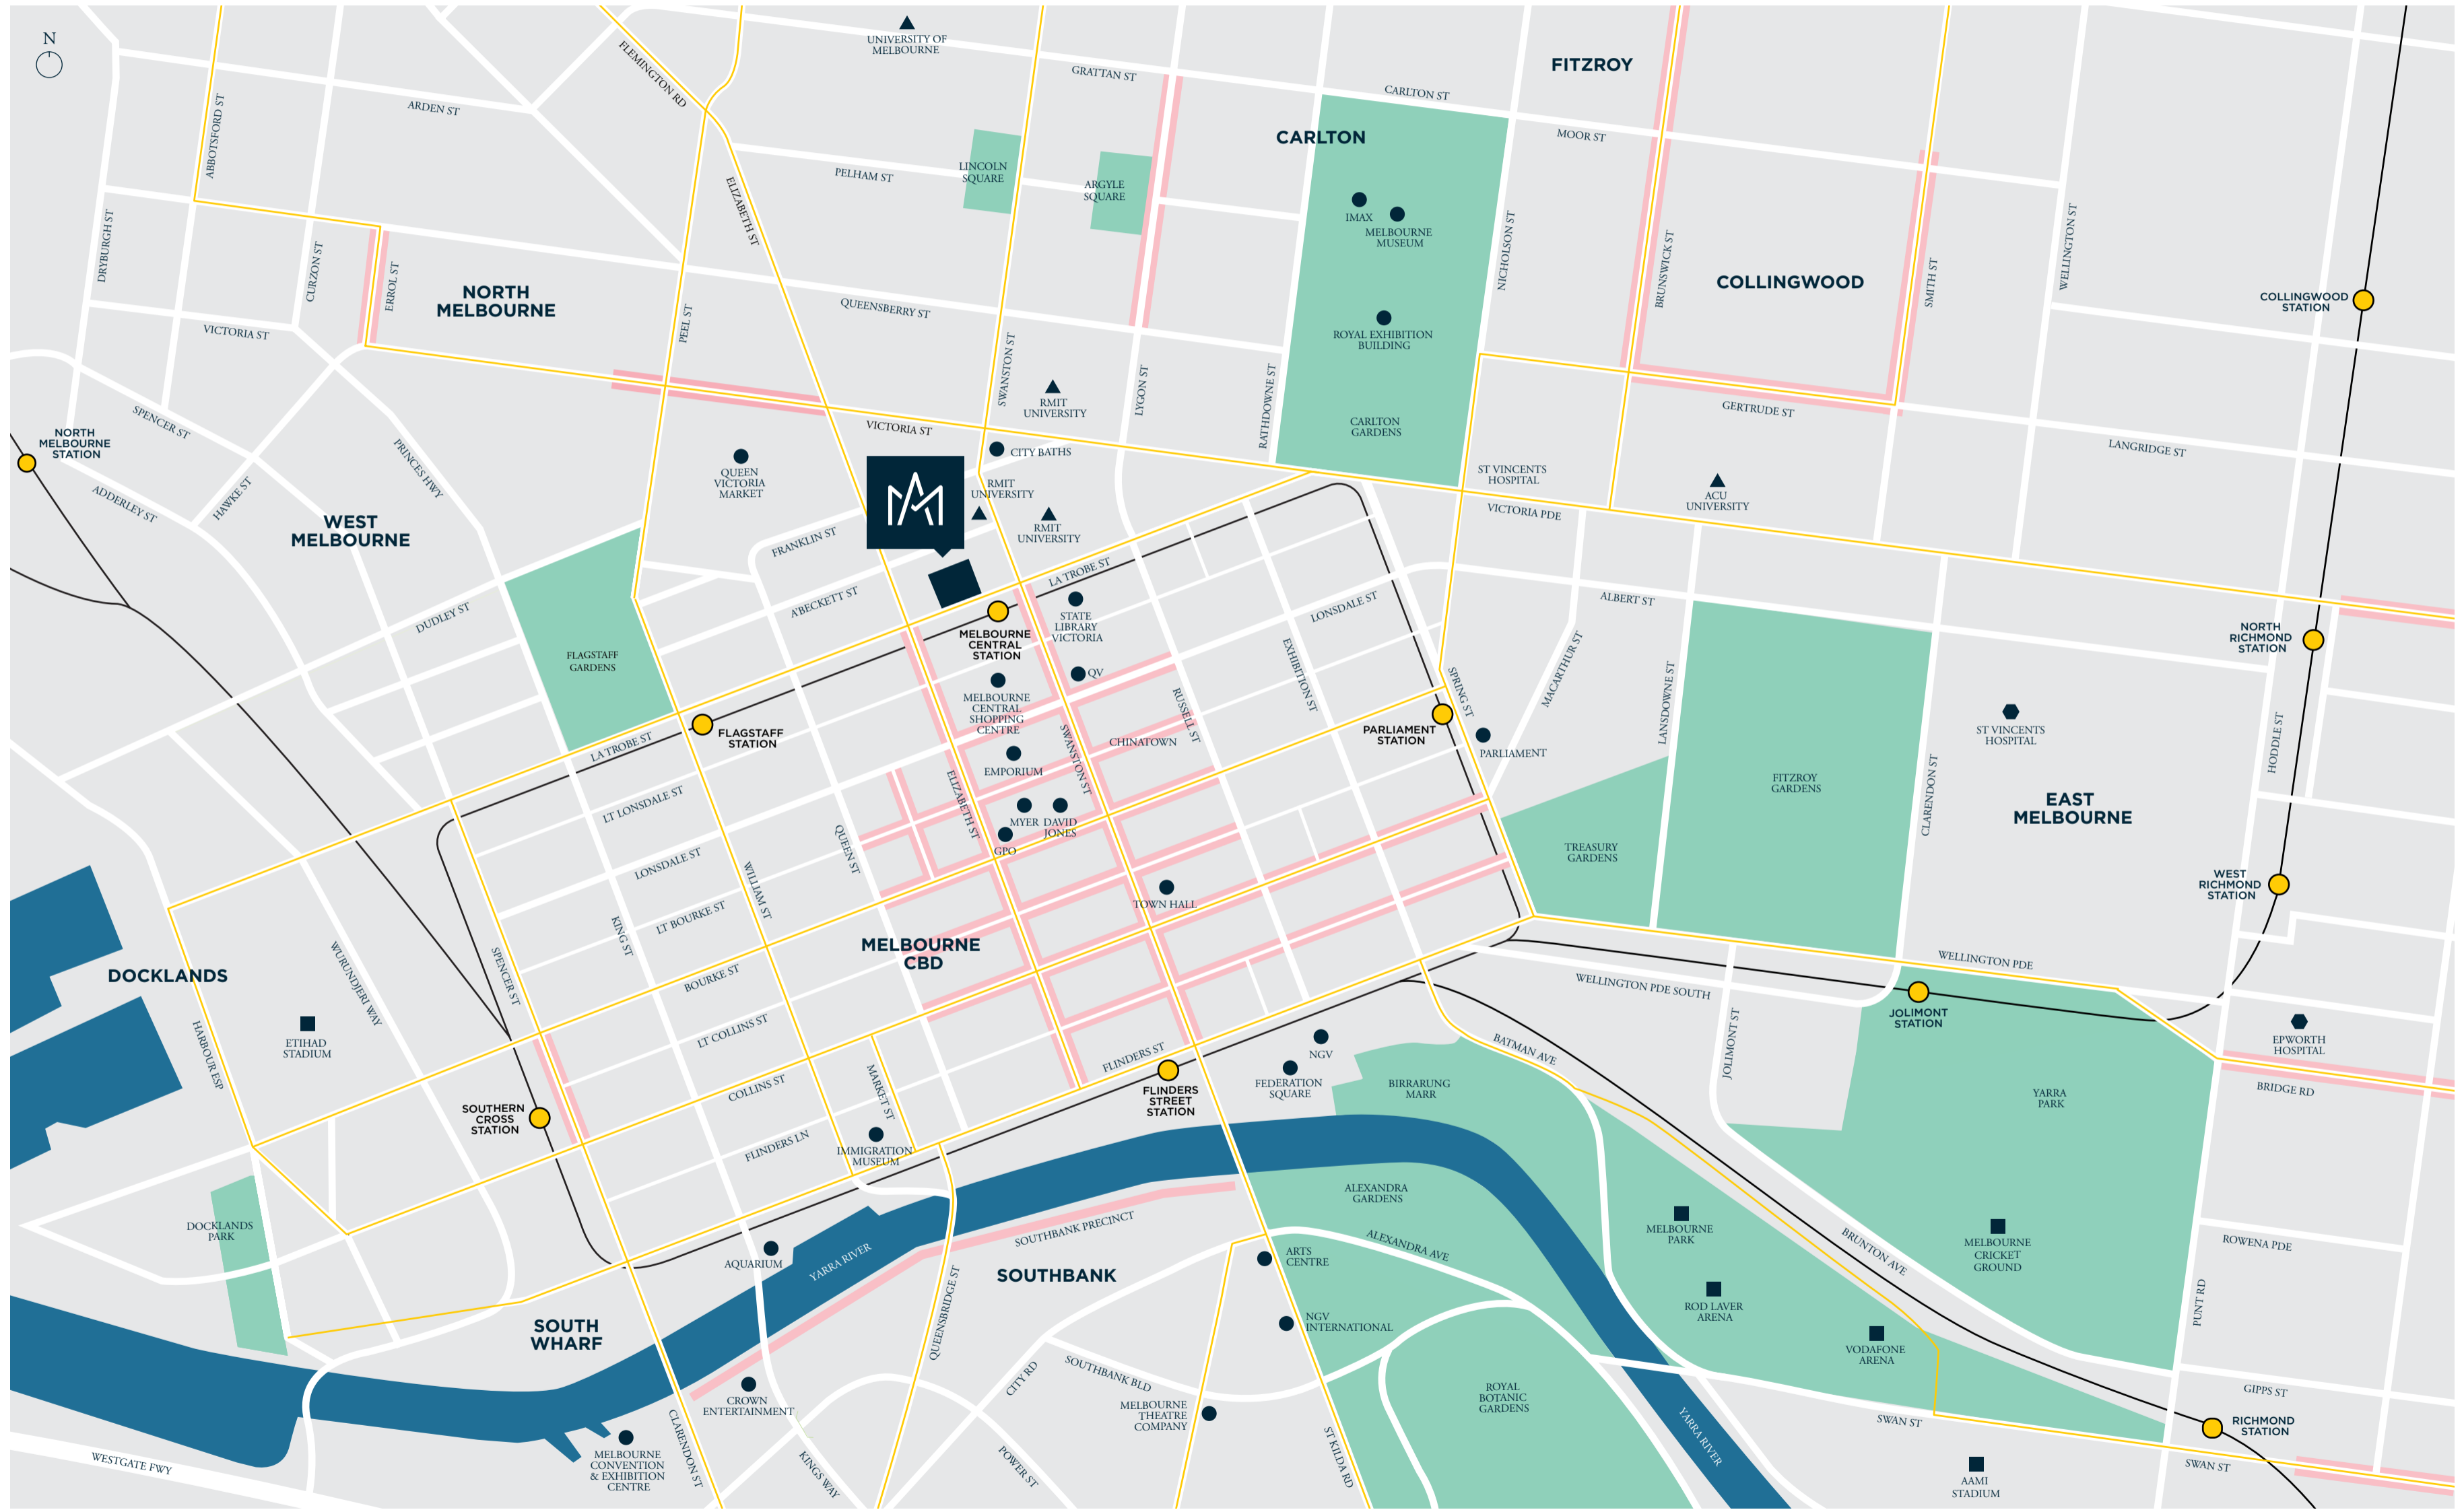 N
UNIVERSITY OF
MELBOURNE
FLEMINGTON RD
GRATTAN ST
FITZROY
CARLTON ST
ARDEN ST
ABBOTSFORD ST
CARLTON
MOOR ST
PELHAM ST
LINCOLN
SQUARE
ARGYLE
SQUARE
ELIZABETH ST
IMAX
MELBOURNE
MUSEUM
DRYBURGH ST
CURZON ST
ERROL ST
NORTH
MELBOURNE
PEEL ST
QUEENSBERRY ST
NICHOLSON ST
BRUNSWICK ST
COLLINGWOOD
SMITH ST
WELLINGTON ST
COLLINGWOOD
STATION
VICTORIA ST
ROYAL EXHIBITION
BUILDING
SWANSTON ST
RMIT
UNIVERSITY
LYGON ST
RATHDOWNE ST
CARLTON
GARDENS
GERTRUDE ST
LANGRIDGE ST
SPENCER ST
NORTH
MELBOURNE
STATION
PRINCES HWY
VICTORIA ST
CITY BATHS
QUEEN
VICTORIA
MARKET
ST VINCENTS
HOSPITAL
ACU
UNIVERSITY
VICTORIA PDE
ADDERLEY ST
HAWKE ST
WEST
MELBOURNE
AM
RMIT
UNIVERSITY
RMIT
UNIVERSITY
FRANKLIN ST
LA TROBE ST
A'BECKETT ST
DUDLEY ST
FLAGSTAFF
GARDENS
MELBOURNE
CENTRAL
STATION
STATE
LIBRARY
VICTORIA
LONSDALE ST
ALBERT ST
NORTH
RICHMOND
STATION
QV
MELBOURNE
CENTRAL
SHOPPING
CENTRE
EXHIBITION ST
RUSSELL ST
SPRING ST
MACARTHUR ST
LANSDOWNE ST
FLAGSTAFF
STATION
LA TROBE ST
PARLIAMENT
STATION
PARLIAMENT
CHINATOWN
SWANSTON ST
EMPORIUM
ELIZABETH ST
ST VINCENTS
HOSPITAL
HODDLE ST
FITZROY
GARDENS
CLARENDON ST
EAST
MELBOURNE
LT LONSDALE ST
MYER
DAVID
JONES
GPO
TREASURY
GARDENS
LONSDALE ST
QUEEN ST
WILLIAM ST
WEST
RICHMOND
STATION
TOWN HALL
LT BOURKE ST
KING ST
MELBOURNE
CBD
DOCKLANDS
WURUNDJERI WAY
SPENCER ST
BOURKE ST
WELLINGTON PDE
WELLINGTON PDE SOUTH
HARBOUR ESP
ETIHAD
STADIUM
LT COLLINS ST
JOLIMONT
STATION
JOLIMONT ST
EPWORTH
HOSPITAL
BRIDGE RD
COLLINS ST
MARKET ST
FLINDERS ST
NGV
FEDERATION
SQUARE
BATMAN AVE
BIRRARUNG
MARR
YARRA
PARK
SOUTHERN
CROSS
STATION
FLINDERS
STREET
STATION
FLINDERS LN
IMMIGRATION
MUSEUM
ALEXANDRA
GARDENS
DOCKLANDS
PARK
SOUTHBANK PRECINCT
MELBOURNE
PARK
MELBOURNE
CRICKET
GROUND
BRUNTON AVE
ROWENA PDE
AQUARIUM
YARRA RIVER
SOUTHBANK
ARTS
CENTRE
ALEXANDRA AVE
QUEENSBRIDGE ST
SOUTH
WHARF
NGV
INTERNATIONAL
ROD LAVER
ARENA
PUNT RD
VODAFONE
ARENA
CITY RD
SOUTHBANK BLD
CROWN
ENTERTAINMENT
MELBOURNE
THEATRE
COMPANY
ROYAL
BOTANIC
GARDENS
GIPPS ST
SWAN ST
RICHMOND
STATION
CLARENDON ST
MELBOURNE
CONVENTION
& EXHIBITION
CENTRE
KINGS WAY
POWER ST
ST KILDA RD
YARRA RIVER
WESTGATE FWY
AAMI
STADIUM
SWAN ST